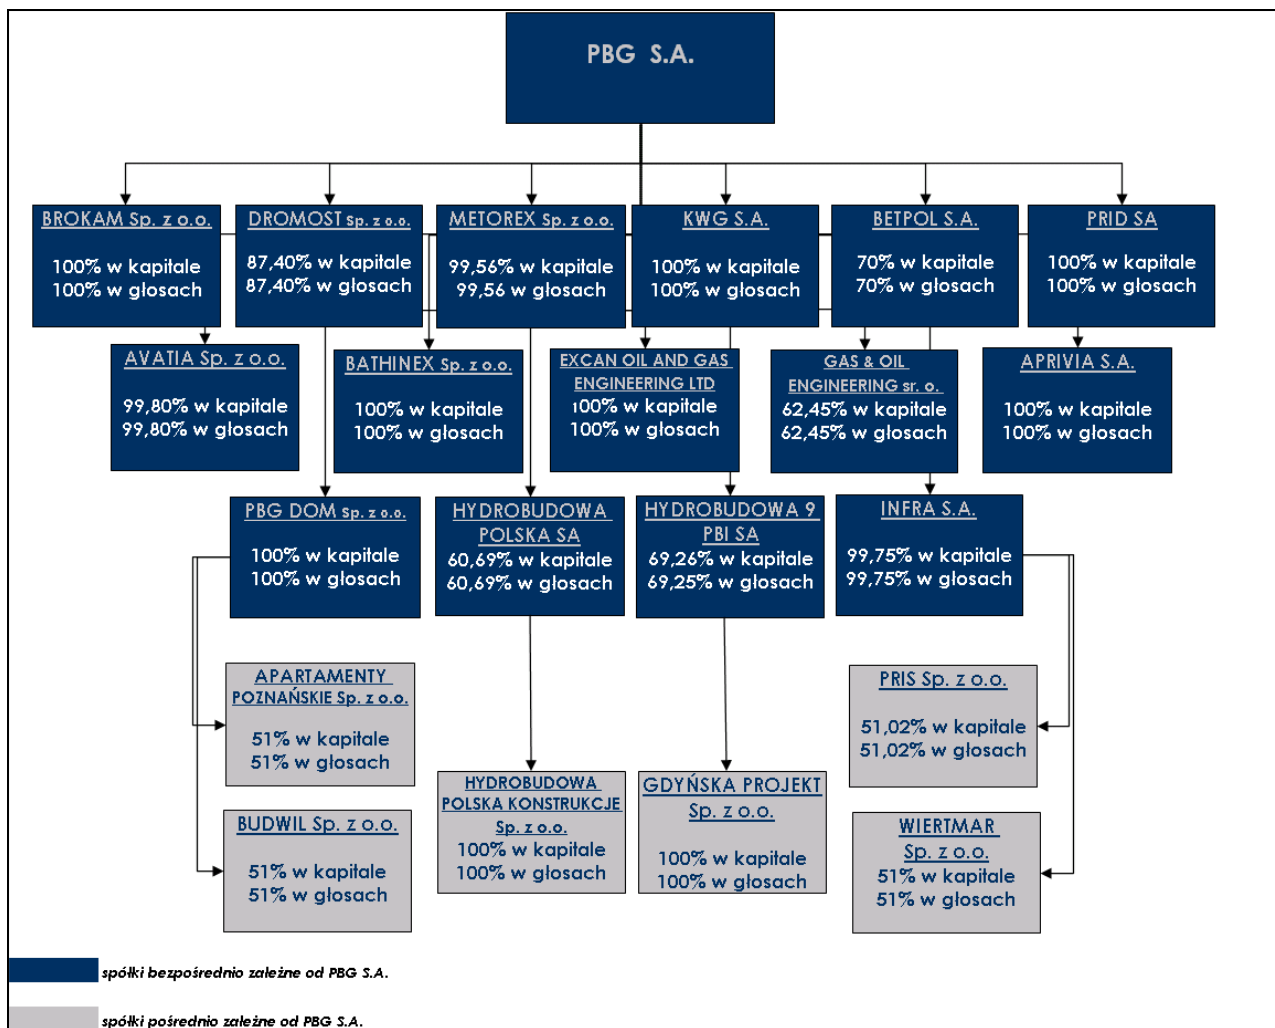 PBG S.A.
BROKAM Sp. z o.o.
100% w kapitale
100% w głosach
DROMOST sp. z o.o.
87,40% w kapitale
87,40% w głosach
METOREX Sp. z o.o.
99,56% w kapitale
99,56 w głosach
KWG S.A.
100% w kapitale
100% w głosach
BETPOL S.A.
70% w kapitale
70% w głosach
PRID SA
100% w kapitale
100% w głosach
AVATIA Sp. z o.o.
99,80% w kapitale
99,80% w głosach
BATHINEX Sp. z o.o.
100% w kapitale
100% w głosach
EXCAN OIL AND GAS
ENGINEERING LTD
100% w kapitale
100% w głosach
GAS & OIL
ENGINEERING sr. o.
62,45% w kapitale
62,45% w głosach
APRIVIA S.A.
100% w kapitale
100% w głosach
PBG DOM Sp. z o.o.
100% w kapitale
100% w głosach
HYDROBUDOWA
POLSKA SA
60,69% w kapitale
60,69% w głosach
HYDROBUDOWA 9
PBI SA
69,26% w kapitale
69,25% w głosach
INFRA S.A.
99,75% w kapitale
99,75% w głosach
APARTAMENTY
POZNAŃSKIE Sp. z o.o.
51% w kapitale
51% w głosach
PRIS Sp. z o.o.
51,02% w kapitale
51,02% w głosach
HYDROBUDOWA
POLSKA KONSTRUKCJE
Sp. z o.o.
100% w kapitale
100% w głosach
GDYŃSKA PROJEKT
Sp. z o.o.
100% w kapitale
100% w głosach
BUDWIL Sp. z o.o.
51% w kapitale
51% w głosach
WIERTMAR
Sp. z o.o.
51% w kapitale
51% w głosach
spółki bezpośrednio zależne od PBG S.A.
spółki pośrednio zależne od PBG S.A.